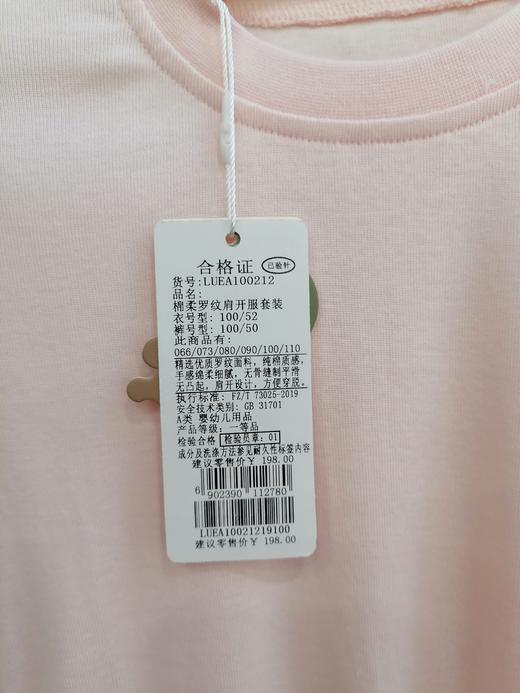 合格证 已验针
货号:LUEA100212
品名:
棉柔罗纹肩开服套装
衣号型: 100/52
裤号型: 100/50
此商品有:
066/073/080/090/100/110
精选优质罗纹面料，纯棉质感，
手感绵柔细腻，无骨缝制平滑
无凸起，肩开设计，方便穿脱。
执行标准: FZ/T 73025-2019
安全技术类别: GB 31701
A类 婴幼儿用品
产品等级: 一等品
检验合格 检验员章:01
成分及洗涤方法参见耐久性标签内容
建议零售价￥ 198.00
6 902390 112780
LUEA10021219100
建议零售价￥ 198.00